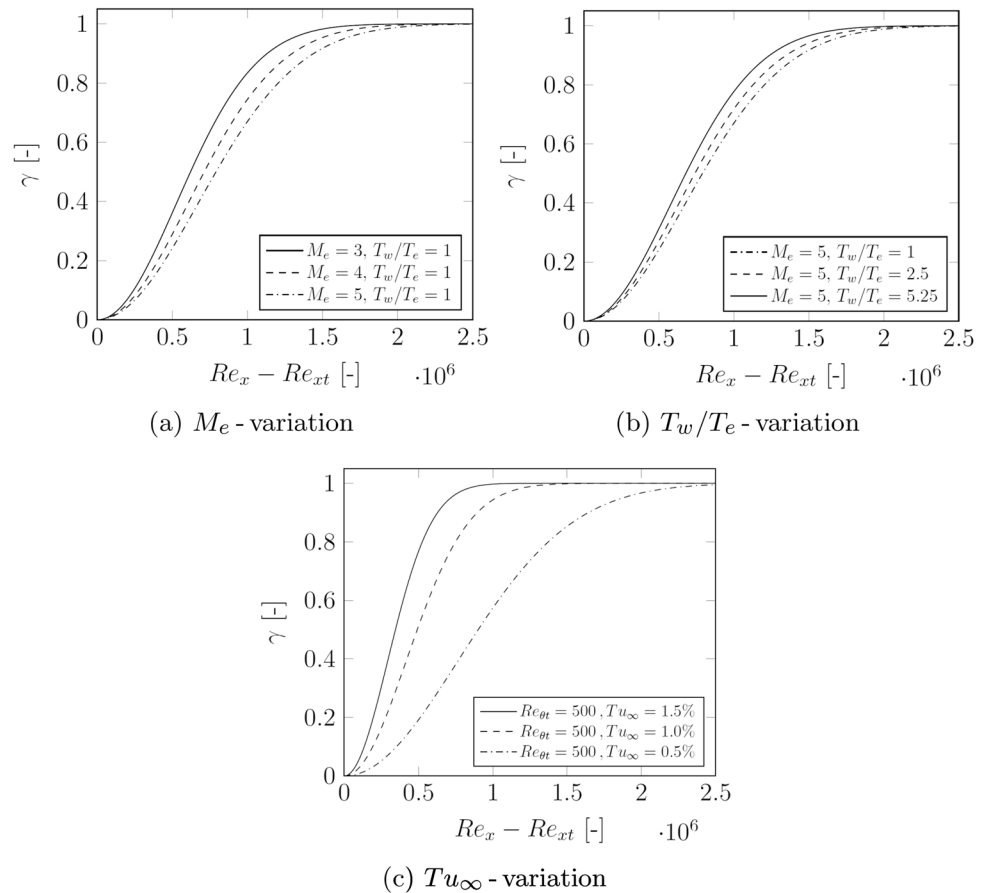 1
0.8
0.6
0.4
0.2
0
γ [-]
M_e = 3, T_w/T_e = 1
M_e = 4, T_w/T_e = 1
M_e = 5, T_w/T_e = 1
0 0.5 1 1.5 2 2.5
Re_x − Re_xt [-] ·10^6
(a) M_e - variation
1
0.8
0.6
0.4
0.2
0
γ [-]
M_e = 5, T_w/T_e = 1
M_e = 5, T_w/T_e = 2.5
M_e = 5, T_w/T_e = 5.25
0 0.5 1 1.5 2 2.5
Re_x − Re_xt [-] ·10^6
(b) T_w/T_e - variation
1
0.8
0.6
0.4
0.2
0
γ [-]
Re_θt = 500 , Tu_∞ = 1.5%
Re_θt = 500 , Tu_∞ = 1.0%
Re_θt = 500 , Tu_∞ = 0.5%
0 0.5 1 1.5 2 2.5
Re_x − Re_xt [-] ·10^6
(c) Tu_∞ - variation